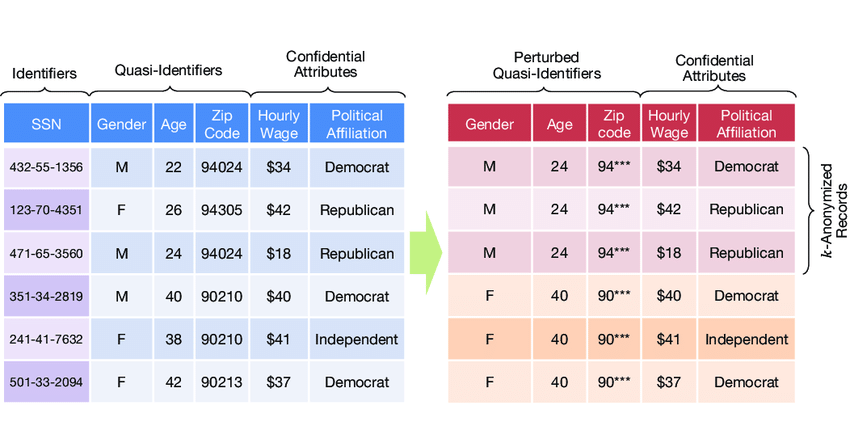 Identifiers
Quasi-Identifiers
Confidential
Attributes
Perturbed
Quasi-Identifiers
Confidential
Attributes
SSN Gender Age Zip Code Hourly Wage Political Affiliation
432-55-1356 M 22 94024 $34 Democrat
123-70-4351 F 26 94305 $42 Republican
471-65-3560 M 24 94024 $18 Republican
351-34-2819 M 40 90210 $40 Democrat
241-41-7632 F 38 90210 $41 Independent
501-33-2094 F 42 90213 $37 Democrat
Gender Age Zip code Hourly Wage Political Affiliation
M 24 94*** $34 Democrat
M 24 94*** $42 Republican
M 24 94*** $18 Republican
F 40 90*** $40 Democrat
F 40 90*** $41 Independent
F 40 90*** $37 Democrat
k-Anonymized
Records